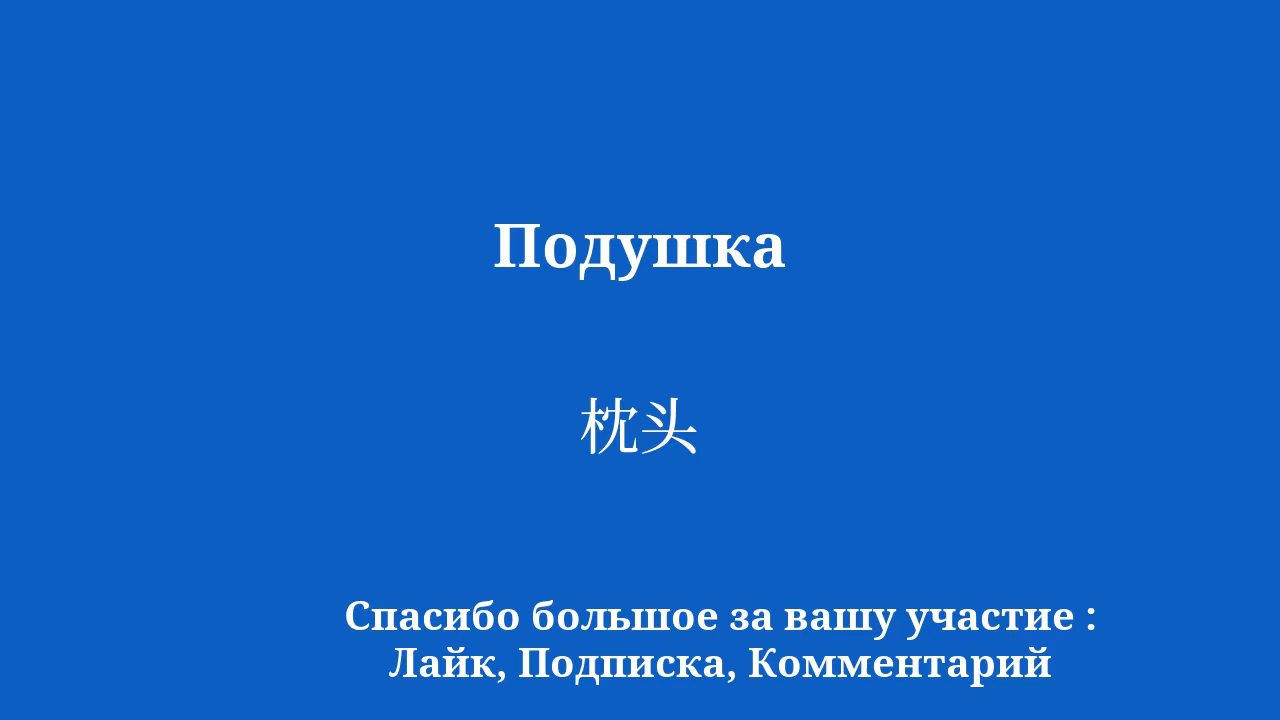 Подушка
枕头
Спасибо большое за вашу участие :
Лайк, Подписка, Комментарий